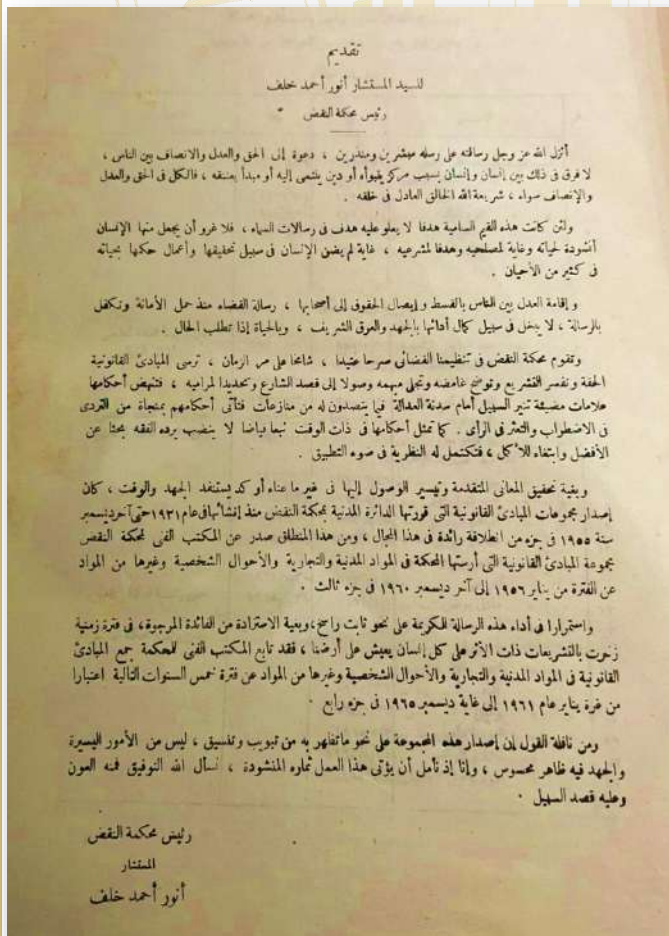 تقديم
للسيد المستشار أنور أحمد خلف
رئيس محكمة النقض
أنزل الله عز وجل رسالاته على رسله مبشرين ومنذرين ، دعوة إلى الحق والعدل والانصاف بين الناس ،
لا فرق فى ذلك بين إنسان وإنسان بسبب مركز يتبوأه أو دين ينتمى إليه أو مبدأ يعتنقه ، فالكل فى الحق والعدل
والإنصاف سواء ، شريعة الله الخالق العادل فى خلقه .
ولئن كانت هذه القيم السامية هدفا لا يعلو عليه هدف فى رسالات السماء ، فلا غرو أن يجعل منها الإنسان
أنشودة لحياته وغاية لمصلحيه وهدفا لمشرعيه ، غاية لم يضن الإنسان فى سبيل تحقيقها وأعمال حكمها بحياته
فى كثير من الأحيان .
و إقامة العدل بين الناس بالقسط و إيصال الحقوق إلى أصحابها ، رسالة القضاء منذ حمل الأمانة وتكفل
بالرسالة ، لا يبخل فى سبيل كمال أدائها بالجهد والعرق الشريف ، وبالحياة إذا تطلب الحال .
وتقوم محكمة النقض فى تنظيمنا القضائى صرحا عتيدا ، شامخا على مر الزمان ، ترسى المبادئ القانونية
الحقة وتفسر التشريع وتوضح غامضه وتجلى مبهمه وصولا إلى قصد الشارع وتحديدا لمراميه ، فتنهض أحكامها
علامات مضيئة تنير السبيل أمام سدنة العدالة فيما يتصدون له من منازعات فتأتى أحكامهم بمنجاة من التردى
فى الاضطراب والتعثر فى الرأى . كما تمثل أحكامها فى ذات الوقت نبعا فياضا لا ينضب يرده الفقه بحثا عن
الأفضل وابتغاء للأكمل ، فتكتمل له النظرية فى ضوء التطبيق .
وبغية تحقيق المعانى المتقدمة وتيسير الوصول إليها فى غير ما عناء أو كد يستنفد الجهد والوقت ، كان
إصدار مجموعات المبادئ القانونية التى قررتها الدائرة المدنية بمحكمة النقض منذ إنشائها فى عام ١٩٣١ حتى آخر ديسمبر
سنة ١٩٥٥ فى جزءين انطلاقة رائدة فى هذا المجال ، ومن هذا المنطلق صدر عن المكتب الفنى لمحكمة النقض
مجموعة المبادئ القانونية التى أرستها المحكمة فى المواد المدنية والتجارية والأحوال الشخصية وغيرها من المواد
عن الفترة من يناير ١٩٥٦ إلى آخر ديسمبر ١٩٦٠ فى جزء ثالث .
واستمرارا فى أداء هذه الرسالة الكريمة على نحو ثابت راسخ، وبغية الاستزادة من الفائدة المرجوة، فى فترة زمنية
زخرت بالتشريعات ذات الأثر على كل إنسان يعيش على أرضنا ، فقد تابع المكتب الفنى للمحكمة جمع المبادئ
القانونية فى المواد المدنية والتجارية والأحوال الشخصية وغيرها من المواد عن فترة خمس السنوات التالية اعتبارا
من غرة يناير عام ١٩٦١ إلى غاية ديسمبر ١٩٦٥ فى جزء رابع .
ومن نافلة القول إن إصدار هذه المجموعة على نحو ماتظهر به من تبويب وتنسيق ، ليس من الأمور اليسيرة
والجهد فيه ظاهر محسوس ، وإنا إذ نأمل أن يؤتى هذا العمل ثماره المنشودة ، نسأل الله التوفيق فمنه العون
وعليه قصد السبيل .
رئيس محكمة النقض
المستشار
أنور أحمد خلف